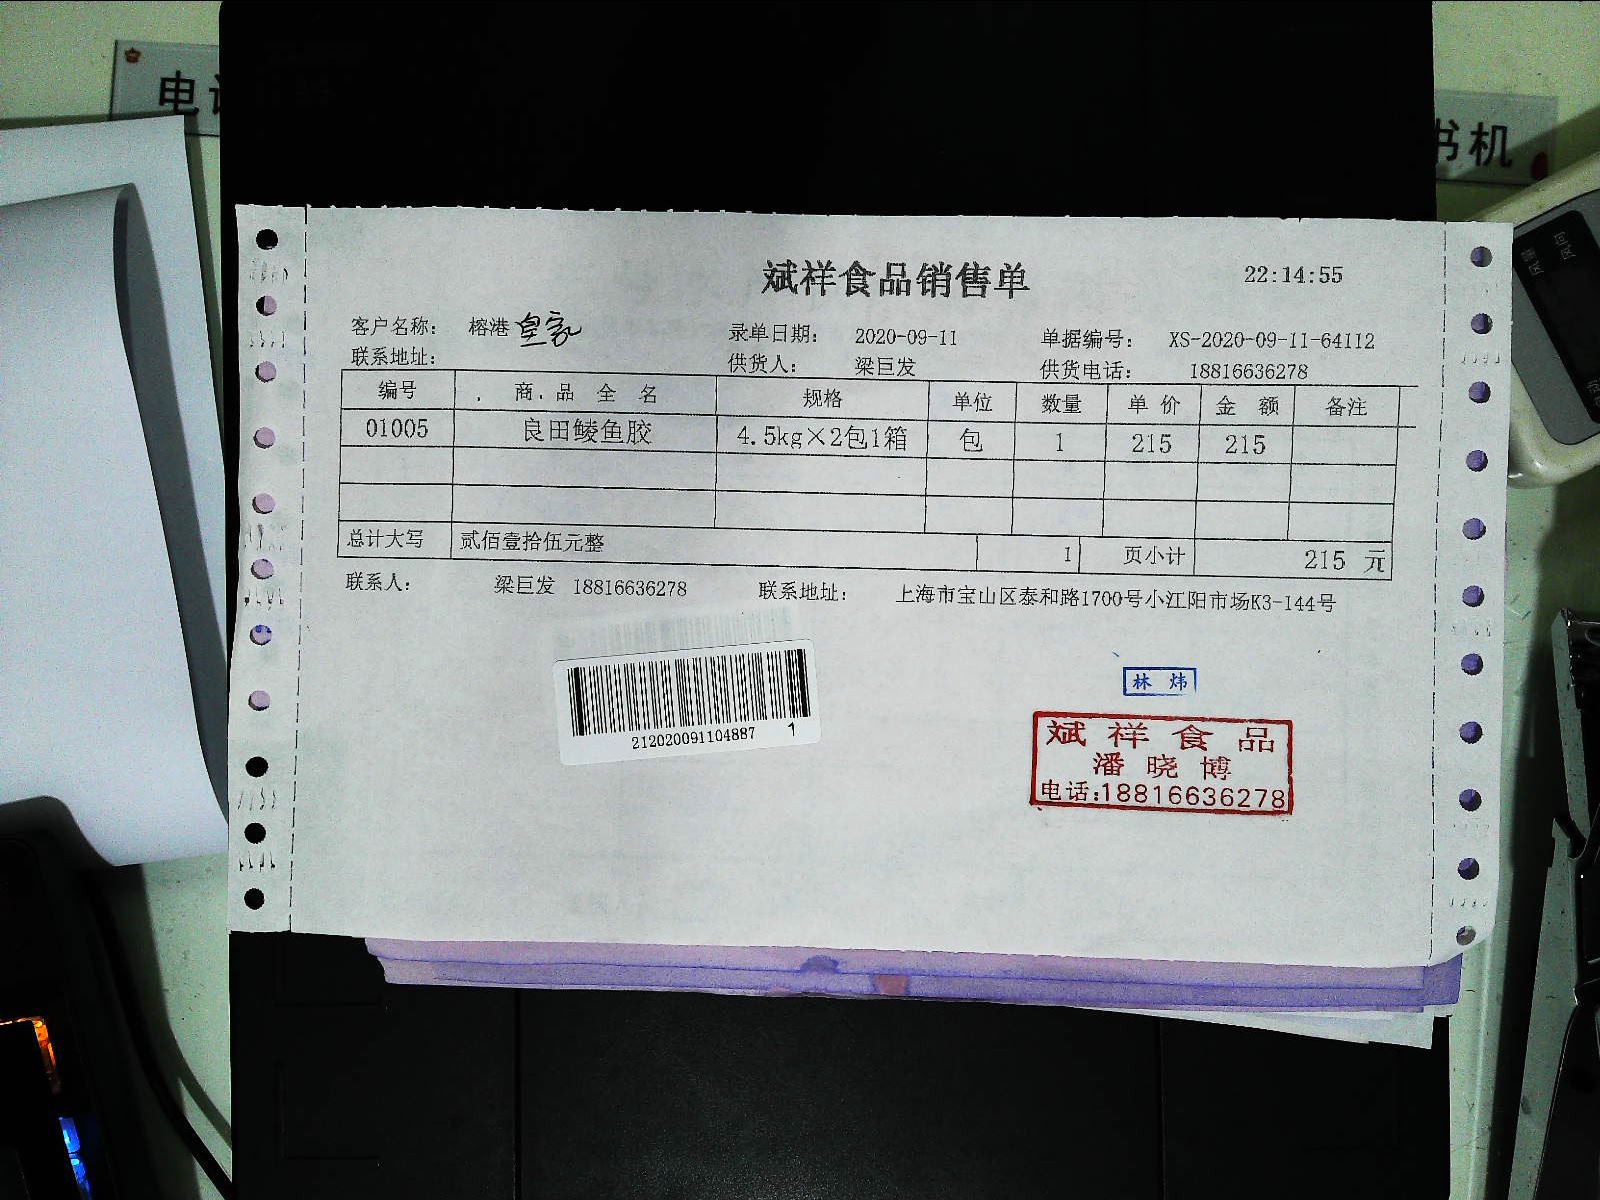 电
书机
斌祥食品销售单 22:14:55
客户名称： 榕港 皇家 录单日期： 2020-09-11 单据编号： XS-2020-09-11-64112
联系地址： 供货人： 梁巨发 供货电话： 18816636278
编号 商品全名 规格 单位 数量 单价 金额 备注
01005 良田鲮鱼胶 4.5kg×2包1箱 包 1 215 215
总计大写 贰佰壹拾伍元整 1 页小计 215 元
联系人： 梁巨发 18816636278 联系地址： 上海市宝山区泰和路1700号小江阳市场K3-144号
212020091104887 1
林炜
斌祥食品
潘晓博
电话:18816636278